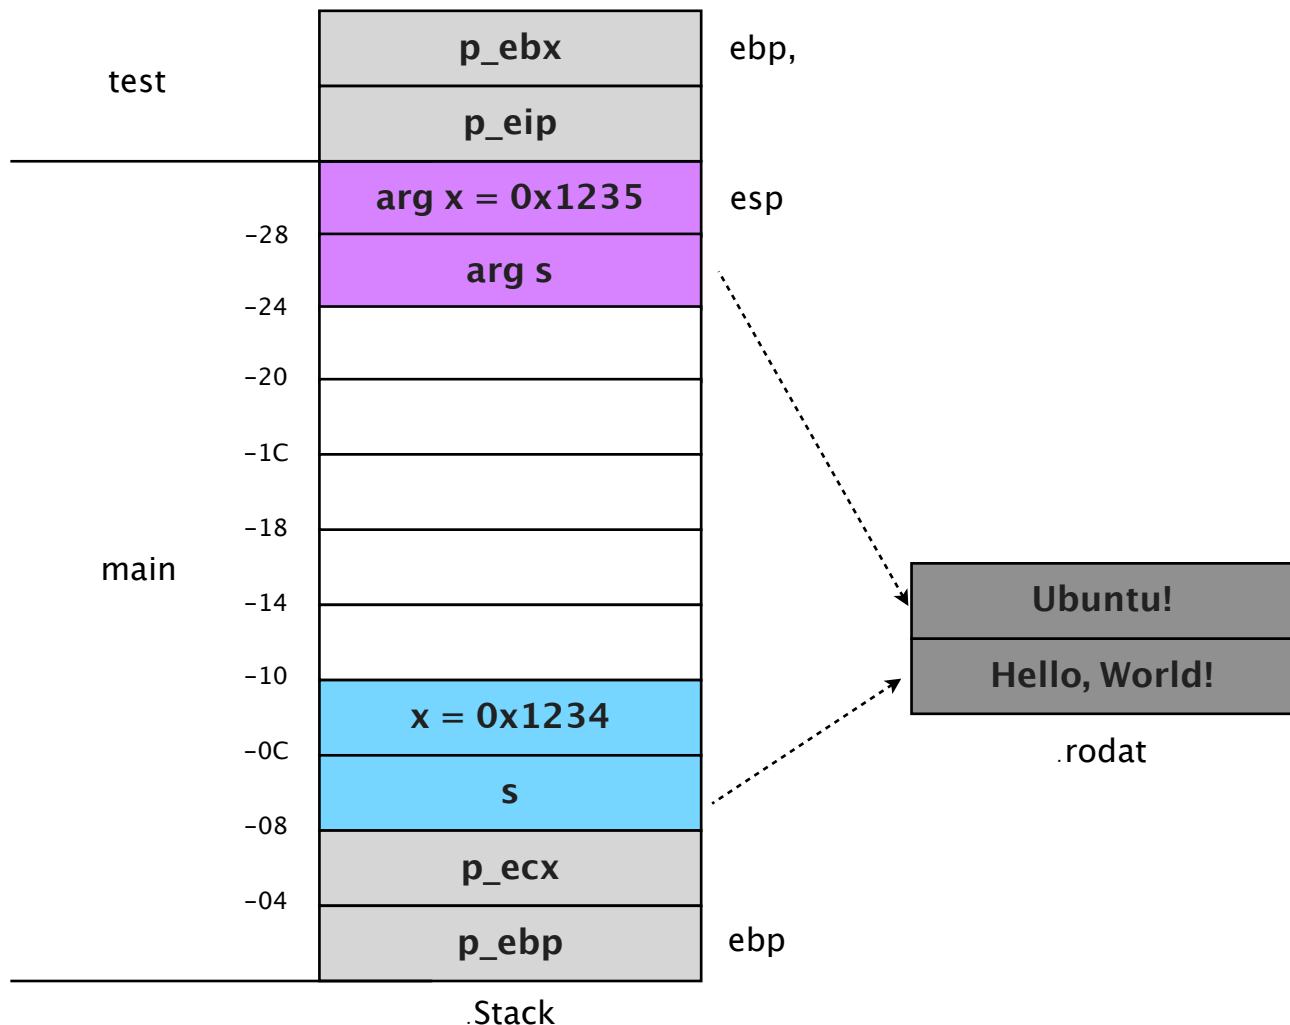 p_ebx ebp,
test
p_eip
arg x = 0x1235 esp
-28
arg s
-24
-20
-1C
-18
main
-14
Ubuntu!
-10
Hello, World!
x = 0x1234
-0C
.rodat
s
-08
p_ecx
-04
p_ebp ebp
.Stack